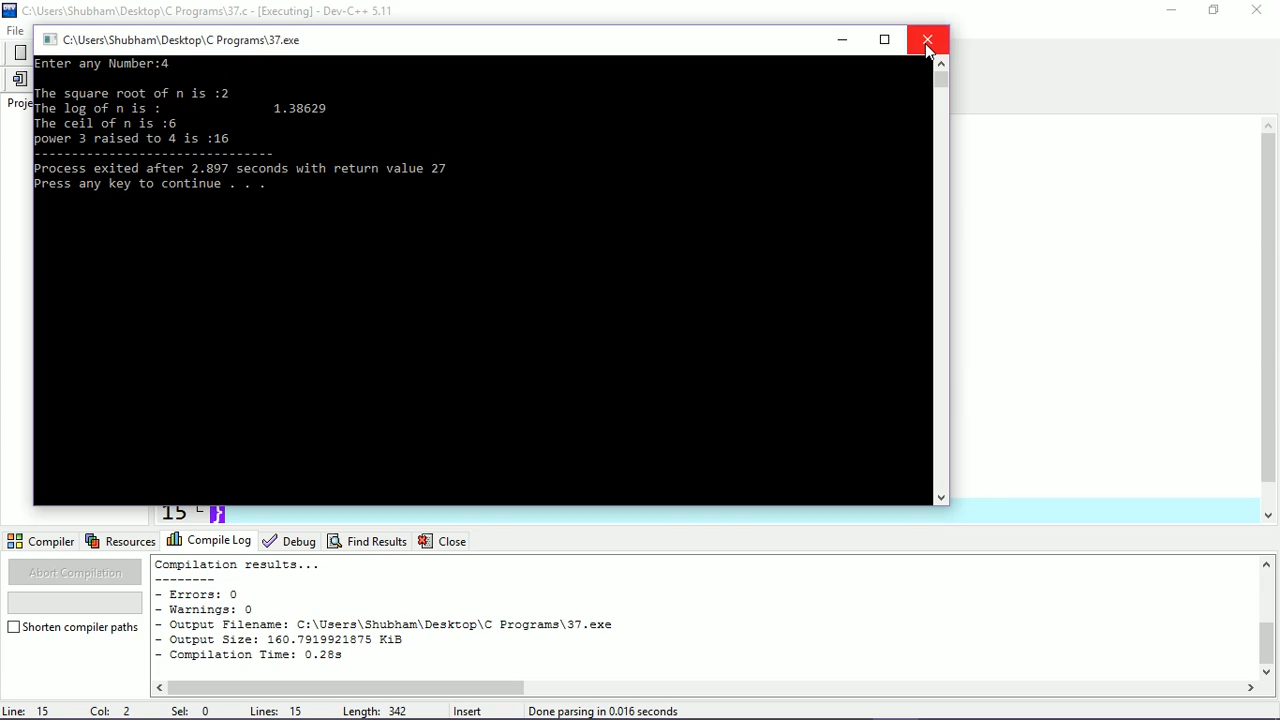 C:\Users\Shubham\Desktop\C Programs\37.c - [Executing] - Dev-C++ 5.11
File
C:\Users\Shubham\Desktop\C Programs\37.exe
Proje
Enter any Number:4
The square root of n is :2
The log of n is :               1.38629
The ceil of n is :6
power 3 raised to 4 is :16
--------------------------------
Process exited after 2.897 seconds with return value 27
Press any key to continue . . .
15 }
Compiler Resources Compile Log Debug Find Results Close
Abort Compilation
Shorten compiler paths
Compilation results...
--------
- Errors: 0
- Warnings: 0
- Output Filename: C:\Users\Shubham\Desktop\C Programs\37.exe
- Output Size: 160.7919921875 KiB
- Compilation Time: 0.28s
Line: 15 Col: 2 Sel: 0 Lines: 15 Length: 342 Insert Done parsing in 0.016 seconds